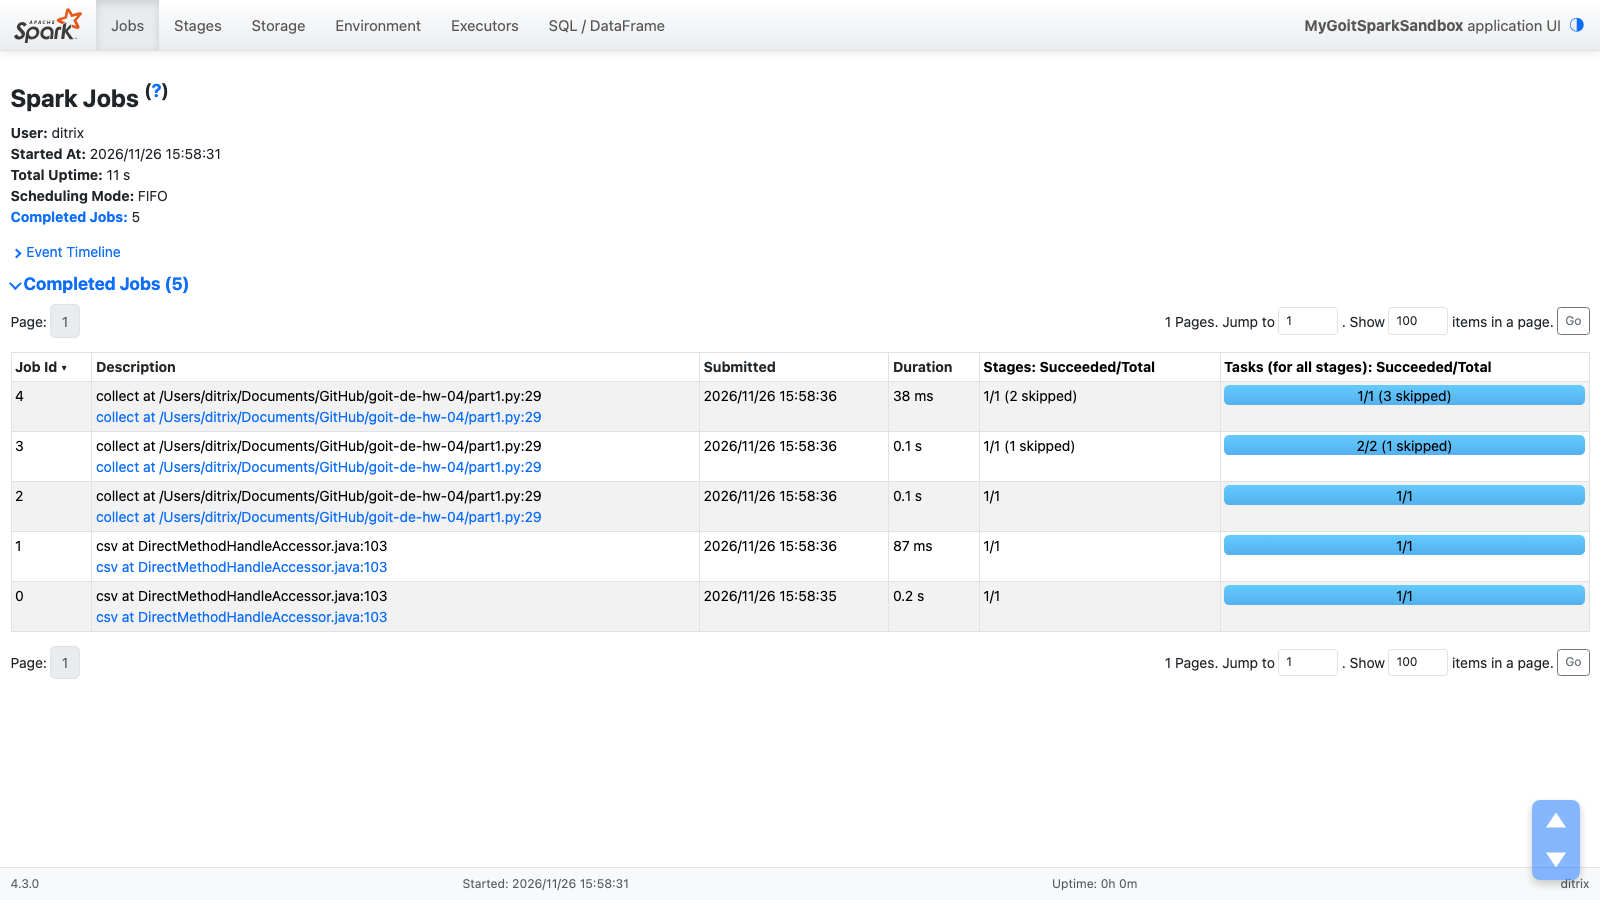 APACHE Spark Jobs Stages Storage Environment Executors SQL / DataFrame MyGoitSparkSandbox application UI
Spark Jobs (?)
User: ditrix
Started At: 2026/11/26 15:58:31
Total Uptime: 11 s
Scheduling Mode: FIFO
Completed Jobs: 5
Event Timeline
Completed Jobs (5)
Page: 1 1 Pages. Jump to 1 . Show 100 items in a page. Go
Job Id ▾ Description Submitted Duration Stages: Succeeded/Total Tasks (for all stages): Succeeded/Total
4 collect at /Users/ditrix/Documents/GitHub/goit-de-hw-04/part1.py:29 2026/11/26 15:58:36 38 ms 1/1 (2 skipped) 1/1 (3 skipped)
collect at /Users/ditrix/Documents/GitHub/goit-de-hw-04/part1.py:29
3 collect at /Users/ditrix/Documents/GitHub/goit-de-hw-04/part1.py:29 2026/11/26 15:58:36 0.1 s 1/1 (1 skipped) 2/2 (1 skipped)
collect at /Users/ditrix/Documents/GitHub/goit-de-hw-04/part1.py:29
2 collect at /Users/ditrix/Documents/GitHub/goit-de-hw-04/part1.py:29 2026/11/26 15:58:36 0.1 s 1/1 1/1
collect at /Users/ditrix/Documents/GitHub/goit-de-hw-04/part1.py:29
1 csv at DirectMethodHandleAccessor.java:103 2026/11/26 15:58:36 87 ms 1/1 1/1
csv at DirectMethodHandleAccessor.java:103
0 csv at DirectMethodHandleAccessor.java:103 2026/11/26 15:58:35 0.2 s 1/1 1/1
csv at DirectMethodHandleAccessor.java:103
Page: 1 1 Pages. Jump to 1 . Show 100 items in a page. Go
4.3.0 Started: 2026/11/26 15:58:31 Uptime: 0h 0m ditrix